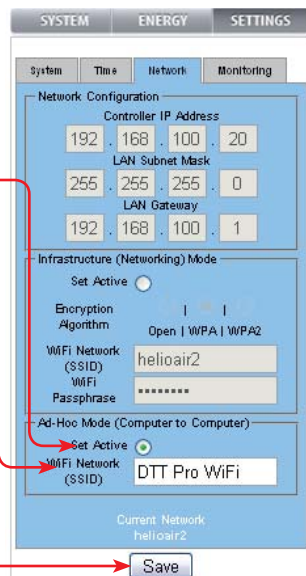 SYSTEM ENERGY SETTINGS
System Time Network Monitoring
Network Configuration
Controller IP Address
192 . 168 . 100 . 20
LAN Subnet Mask
255 . 255 . 255 . 0
LAN Gateway
192 . 168 . 100 . 1
Infrastructure (Networking) Mode
Set Active
Encryption
Algorithm
Open | WPA | WPA2
WiFi Network
(SSID)
helioair2
WiFi
Passphrase
••••••••
Ad-Hoc Mode (Computer to Computer)
Set Active
WiFi Network
(SSID)
DTT Pro WiFi
Current Network
helioair2
Save